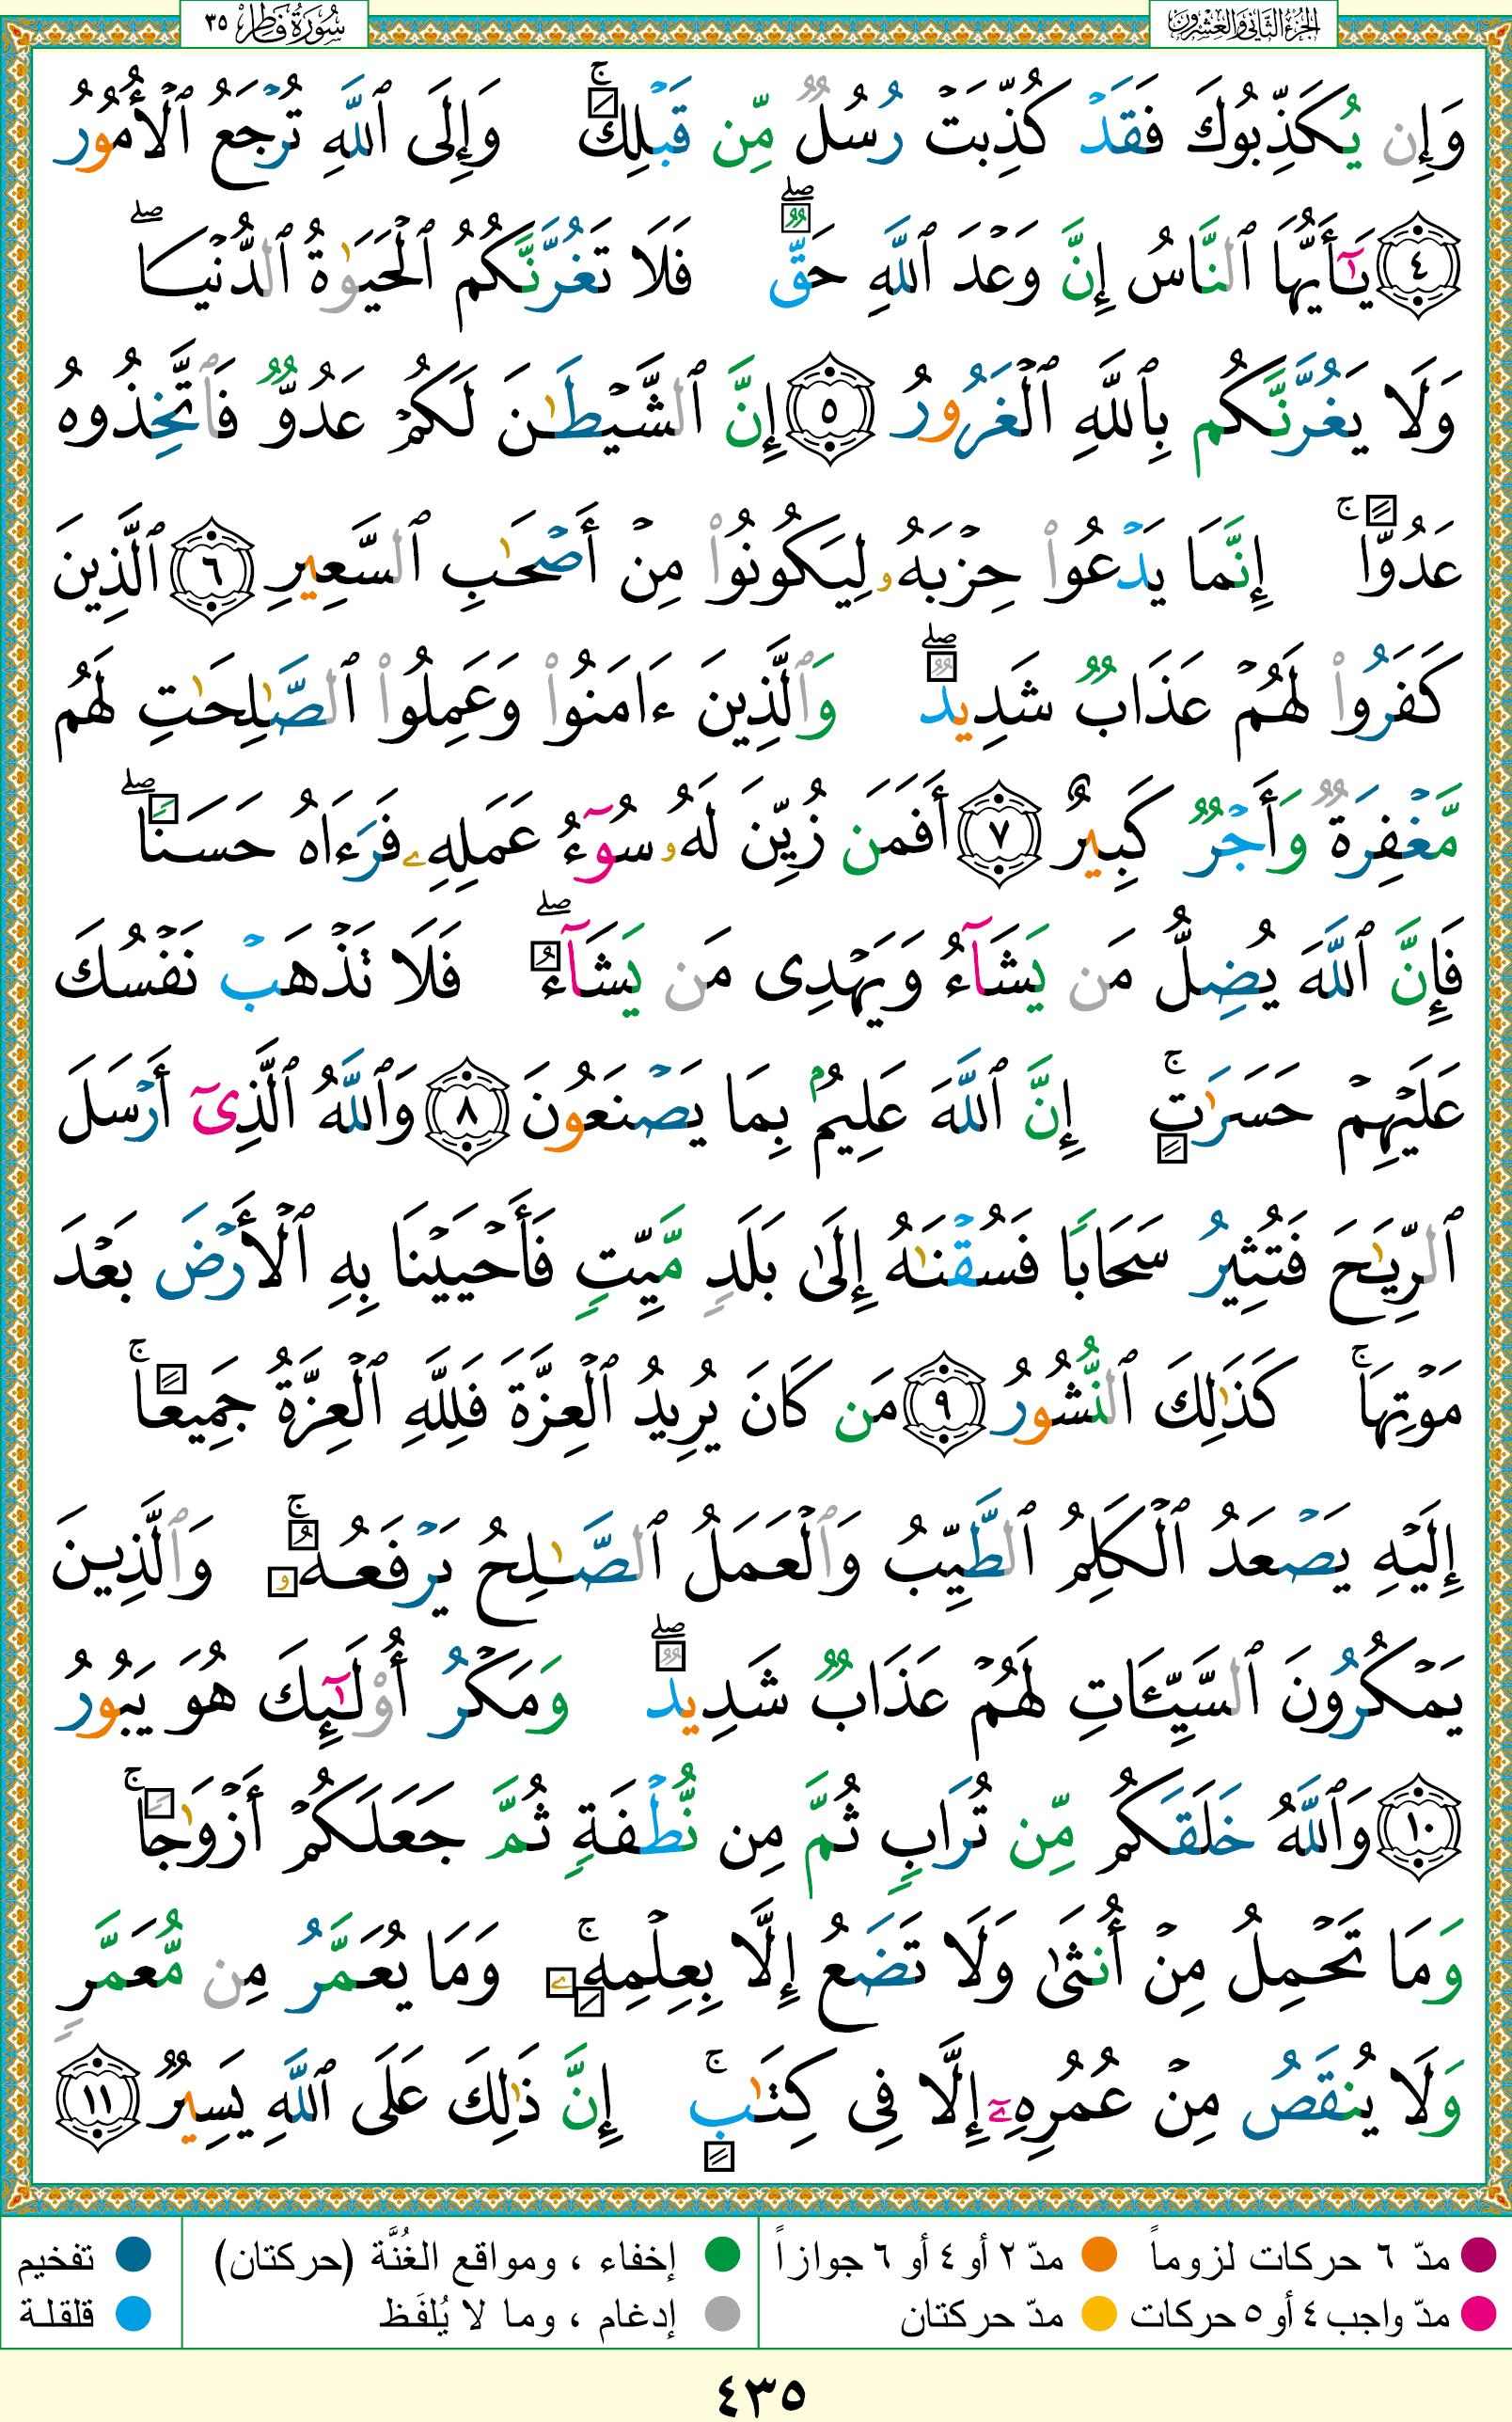 الجزء الثاني والعشرون
سورة فاطر ٣٥
وَإِن يُكَذِّبُوكَ فَقَدْ كُذِّبَتْ رُسُلٌ مِّن قَبْلِكَ ۚ وَإِلَى ٱللَّهِ تُرْجَعُ ٱلْأُمُورُ
٤ يَـٰٓأَيُّهَا ٱلنَّاسُ إِنَّ وَعْدَ ٱللَّهِ حَقٌّ ۖ فَلَا تَغُرَّنَّكُمُ ٱلْحَيَوٰةُ ٱلدُّنْيَا ۖ
وَلَا يَغُرَّنَّكُم بِٱللَّهِ ٱلْغَرُورُ ٥ إِنَّ ٱلشَّيْطَـٰنَ لَكُمْ عَدُوٌّ فَٱتَّخِذُوهُ
عَدُوًّا ۚ إِنَّمَا يَدْعُوا۟ حِزْبَهُۥ لِيَكُونُوا۟ مِنْ أَصْحَـٰبِ ٱلسَّعِيرِ ٦ ٱلَّذِينَ
كَفَرُوا۟ لَهُمْ عَذَابٌ شَدِيدٌ ۖ وَٱلَّذِينَ ءَامَنُوا۟ وَعَمِلُوا۟ ٱلصَّـٰلِحَـٰتِ لَهُم
مَّغْفِرَةٌ وَأَجْرٌ كَبِيرٌ ٧ أَفَمَن زُيِّنَ لَهُۥ سُوٓءُ عَمَلِهِۦ فَرَءَاهُ حَسَنًا ۖ
فَإِنَّ ٱللَّهَ يُضِلُّ مَن يَشَآءُ وَيَهْدِى مَن يَشَآءُ ۖ فَلَا تَذْهَبْ نَفْسُكَ
عَلَيْهِمْ حَسَرَٰتٍ ۚ إِنَّ ٱللَّهَ عَلِيمٌۢ بِمَا يَصْنَعُونَ ٨ وَٱللَّهُ ٱلَّذِىٓ أَرْسَلَ
ٱلرِّيَـٰحَ فَتُثِيرُ سَحَابًا فَسُقْنَـٰهُ إِلَىٰ بَلَدٍ مَّيِّتٍ فَأَحْيَيْنَا بِهِ ٱلْأَرْضَ بَعْدَ
مَوْتِهَا ۚ كَذَٰلِكَ ٱلنُّشُورُ ٩ مَن كَانَ يُرِيدُ ٱلْعِزَّةَ فَلِلَّهِ ٱلْعِزَّةُ جَمِيعًا ۚ
إِلَيْهِ يَصْعَدُ ٱلْكَلِمُ ٱلطَّيِّبُ وَٱلْعَمَلُ ٱلصَّـٰلِحُ يَرْفَعُهُۥ ۚ وَٱلَّذِينَ
يَمْكُرُونَ ٱلسَّيِّـَٔاتِ لَهُمْ عَذَابٌ شَدِيدٌ ۖ وَمَكْرُ أُو۟لَـٰٓئِكَ هُوَ يَبُورُ
١٠ وَٱللَّهُ خَلَقَكُم مِّن تُرَابٍ ثُمَّ مِن نُّطْفَةٍ ثُمَّ جَعَلَكُمْ أَزْوَٰجًا ۚ
وَمَا تَحْمِلُ مِنْ أُنثَىٰ وَلَا تَضَعُ إِلَّا بِعِلْمِهِۦ ۚ وَمَا يُعَمَّرُ مِن مُّعَمَّرٍ
وَلَا يُنقَصُ مِنْ عُمُرِهِۦٓ إِلَّا فِى كِتَـٰبٍ ۚ إِنَّ ذَٰلِكَ عَلَى ٱللَّهِ يَسِيرٌ ١١
مدّ ٦ حركات لزوماً مدّ ٢ أو ٤ أو ٦ جوازاً إخفاء ، ومواقع الغُنَّة (حركتان) تفخيم
مدّ واجب ٤ أو ٥ حركات مدّ حركتان إدغام ، وما لا يُلفَظ قلقلة
٤٣٥